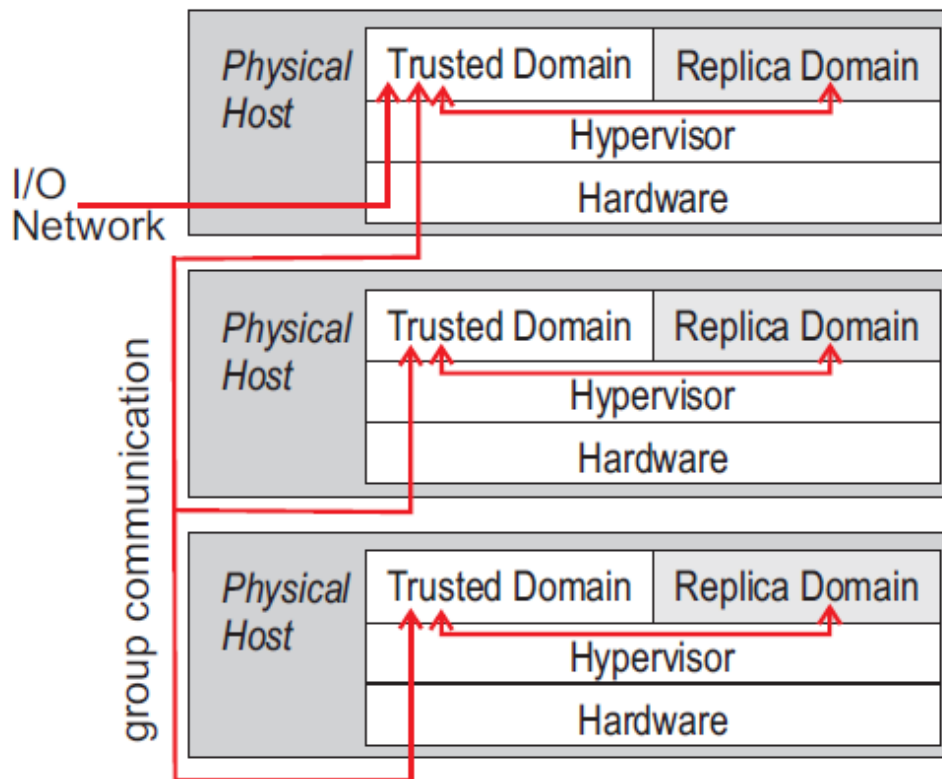 Physical
Host
Trusted Domain
Replica Domain
Hypervisor
Hardware
I/O
Network
Physical
Host
Trusted Domain
Replica Domain
Hypervisor
Hardware
group communication
Physical
Host
Trusted Domain
Replica Domain
Hypervisor
Hardware